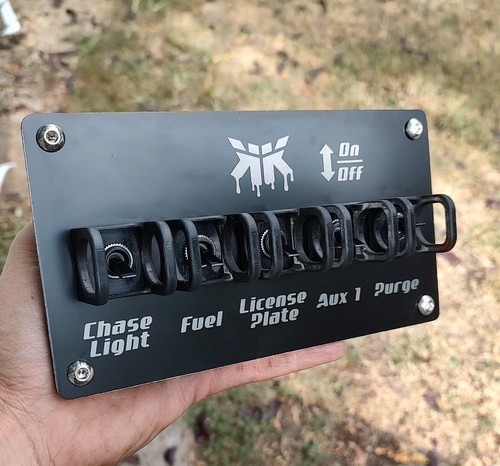 On
Off
Chase
Light
Fuel
License
Plate
Aux 1
Purge